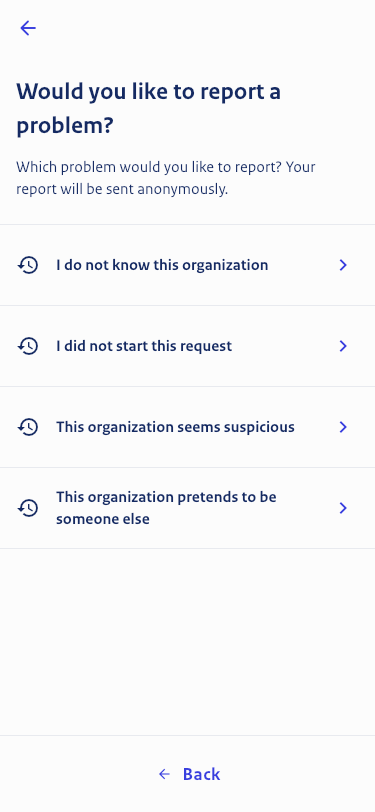 Would you like to report a
problem?
Which problem would you like to report? Your
report will be sent anonymously.
I do not know this organization
I did not start this request
This organization seems suspicious
This organization pretends to be
someone else
Back